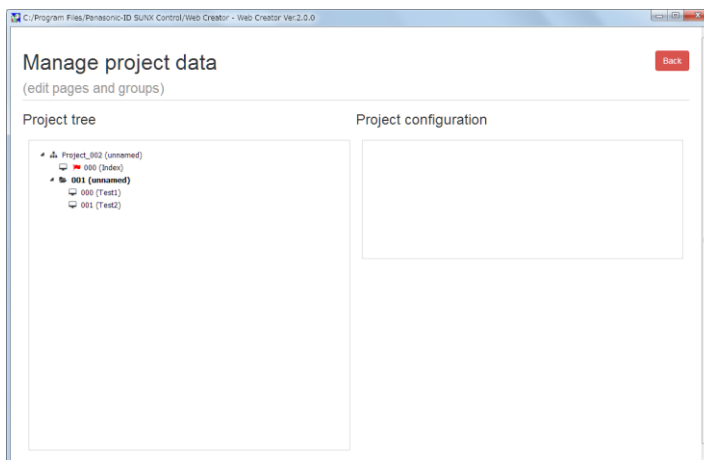 C:/Program Files/Panasonic-ID SUNX Control/Web Creator - Web Creator Ver.2.0.0
Manage project data
Back
(edit pages and groups)
Project tree
Project configuration
Project_002 (unnamed)
000 (Index)
001 (unnamed)
000 (Test1)
001 (Test2)